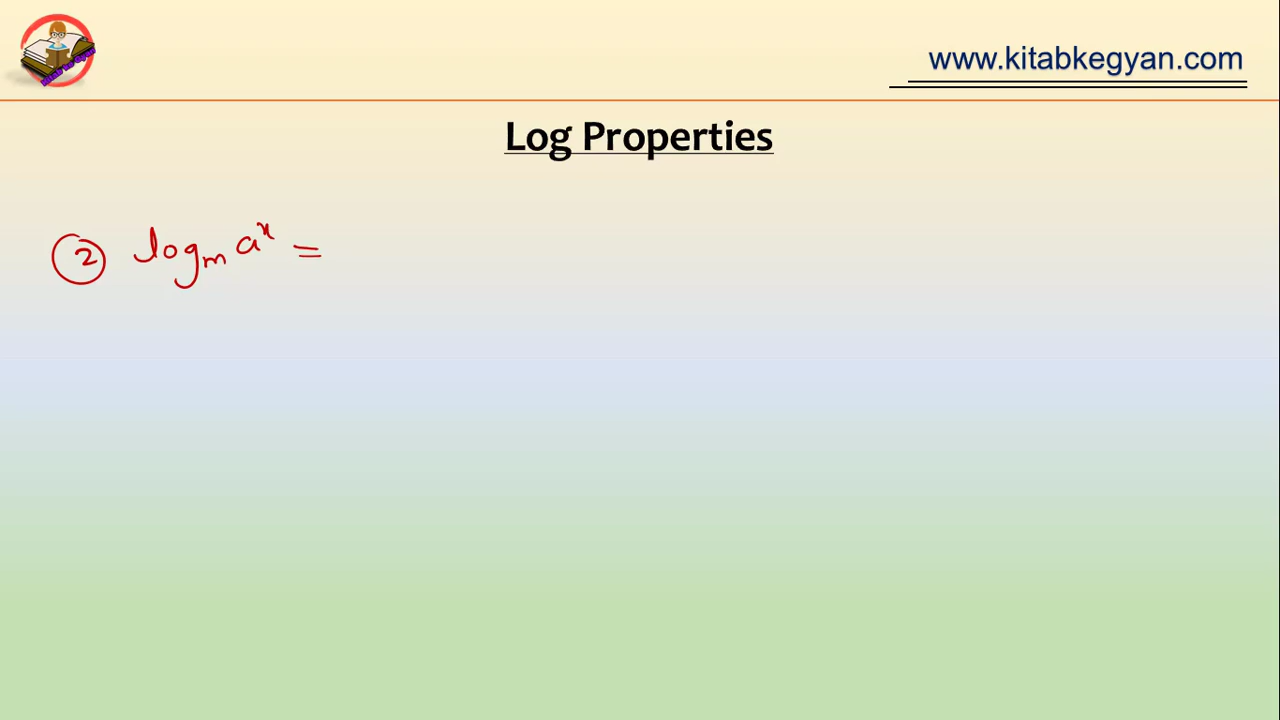 www.kitabkegyan.com
Log Properties
② logₘ aˣ =